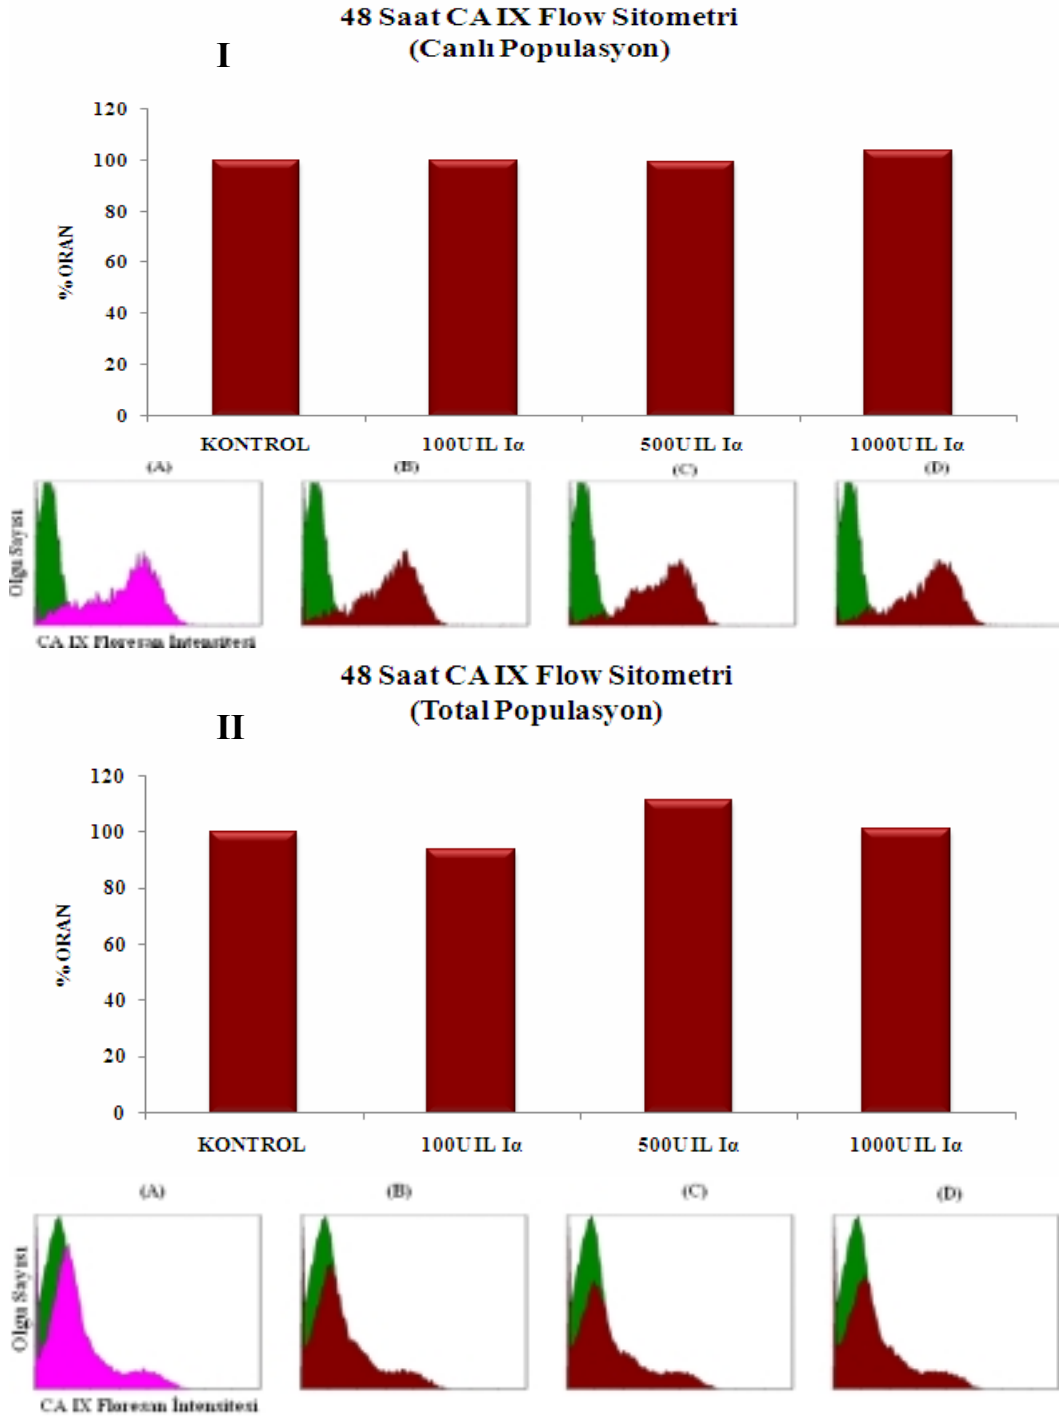 48 Saat CA IX Flow Sitometri
(Canlı Populasyon)
I
120
100
80
60
40
20
0
%ORAN
KONTROL 100U IL Iα 500U IL Iα 1000U IL Iα
(A) (B) (C) (D)
Olgu Sayısı
CA IX Floresan İntensitesi
48 Saat CA IX Flow Sitometri
(Total Populasyon)
II
120
100
80
60
40
20
0
%ORAN
KONTROL 100U IL Iα 500U IL Iα 1000U IL Iα
(A) (B) (C) (D)
Olgu Sayısı
CA IX Floresan İntensitesi